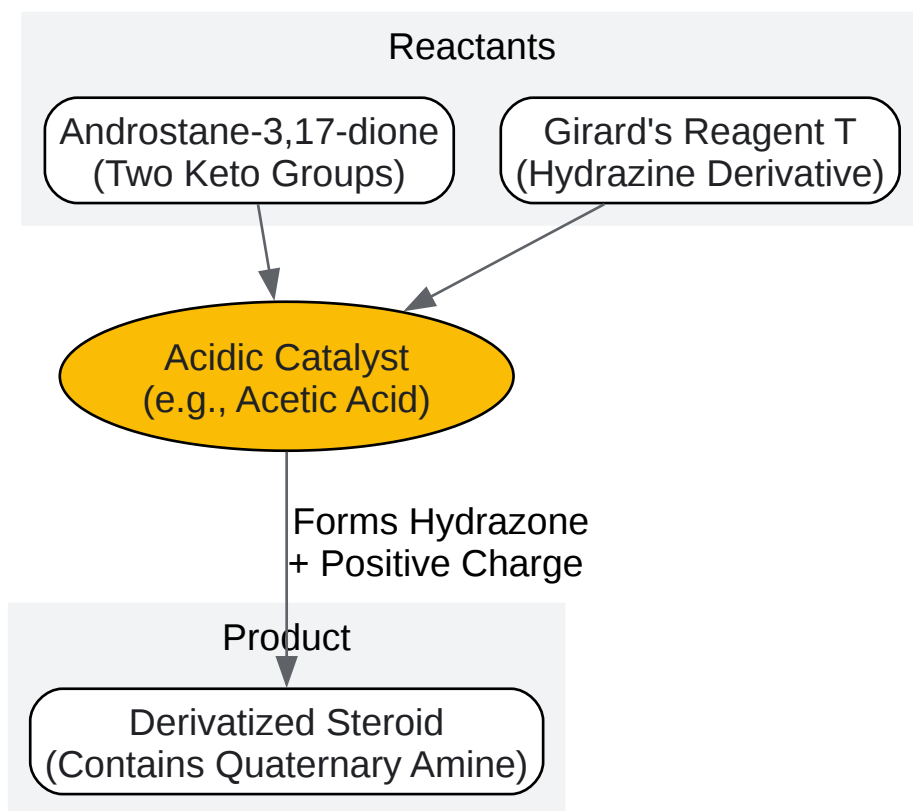 Reactants
Androstane-3,17-dione
(Two Keto Groups)
Girard's Reagent T
(Hydrazine Derivative)
Acidic Catalyst
(e.g., Acetic Acid)
Forms Hydrazone
+ Positive Charge
Product
Derivatized Steroid
(Contains Quaternary Amine)